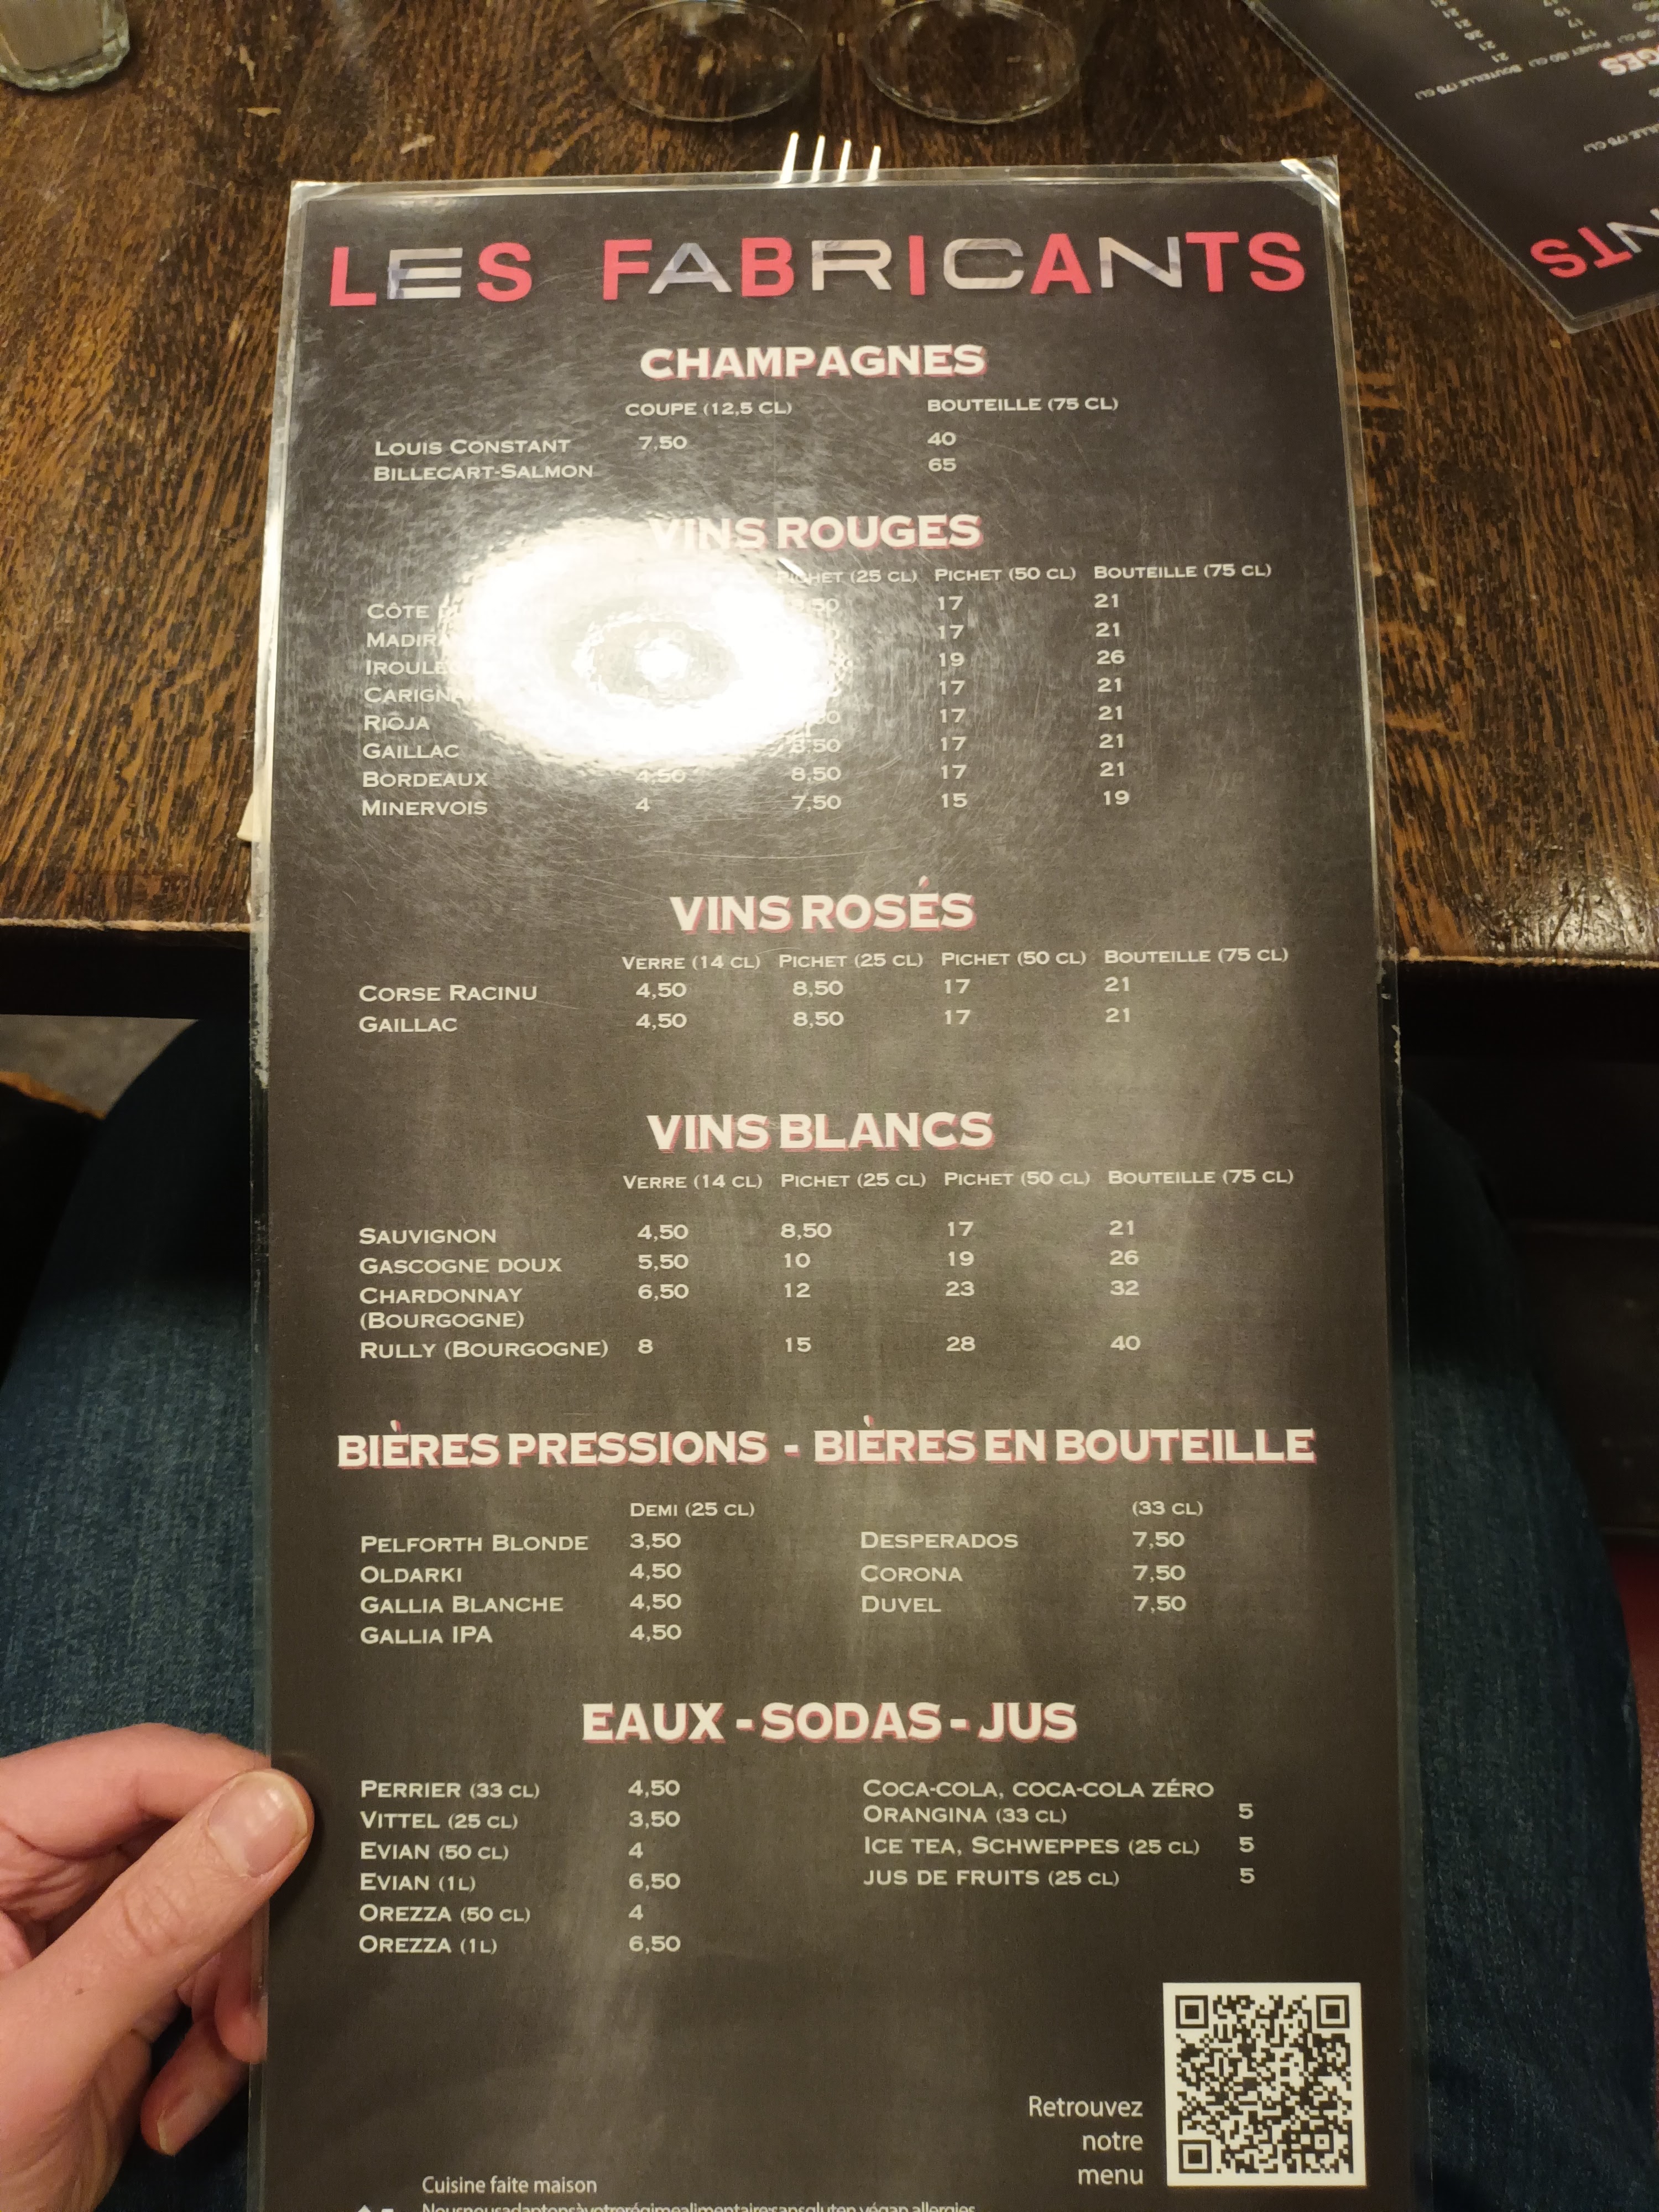 LES FABRICANTS
CHAMPAGNES
COUPE (12,5 CL) BOUTEILLE (75 CL)
LOUIS CONSTANT 7,50 40
BILLECART-SALMON 65
VINS ROUGES
PICHET (25 CL) PICHET (50 CL) BOUTEILLE (75 CL)
CÔTE 17 21
17 21
19 26
17 21
RIOJA 17 21
GAILLAC 8,50 17 21
BORDEAUX 4,50 8,50 17 21
MINERVOIS 4 7,50 15 19
VINS ROSÉS
VERRE (14 CL) PICHET (25 CL) PICHET (50 CL) BOUTEILLE (75 CL)
CORSE RACINU 4,50 8,50 17 21
GAILLAC 4,50 8,50 17 21
VINS BLANCS
VERRE (14 CL) PICHET (25 CL) PICHET (50 CL) BOUTEILLE (75 CL)
SAUVIGNON 4,50 8,50 17 21
GASCOGNE DOUX 5,50 10 19 26
CHARDONNAY 6,50 12 23 32
(BOURGOGNE)
RULLY (BOURGOGNE) 8 15 28 40
BIÈRES PRESSIONS - BIÈRES EN BOUTEILLE
DEMI (25 CL) (33 CL)
PELFORTH BLONDE 3,50 DESPERADOS 7,50
OLDARKI 4,50 CORONA 7,50
GALLIA BLANCHE 4,50 DUVEL 7,50
GALLIA IPA 4,50
EAUX - SODAS - JUS
PERRIER (33 CL) 4,50 COCA-COLA, COCA-COLA ZÉRO
ORANGINA (33 CL) 5
VITTEL (25 CL) 3,50
EVIAN (50 CL) 4 ICE TEA, SCHWEPPES (25 CL) 5
EVIAN (1L) 6,50 JUS DE FRUITS (25 CL) 5
OREZZA (50 CL) 4
OREZZA (1L) 6,50
Retrouvez
notre
menu
Cuisine faite maison